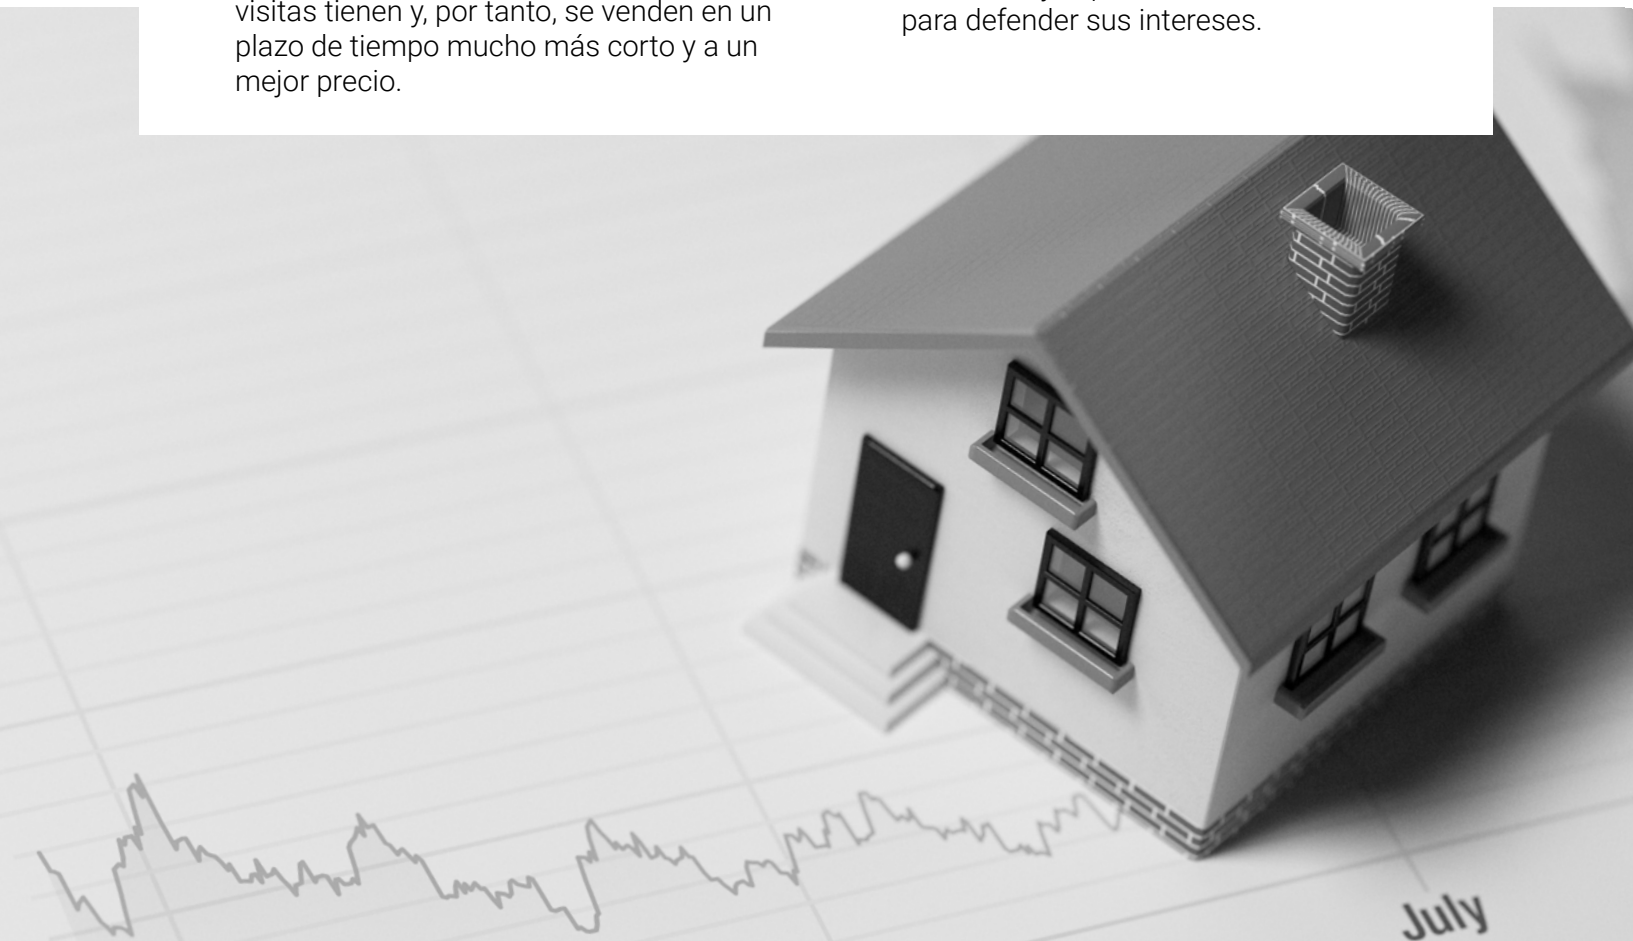 visitas tienen y, por tanto, se venden en un
plazo de tiempo mucho más corto y a un
mejor precio.
para defender sus intereses.
July